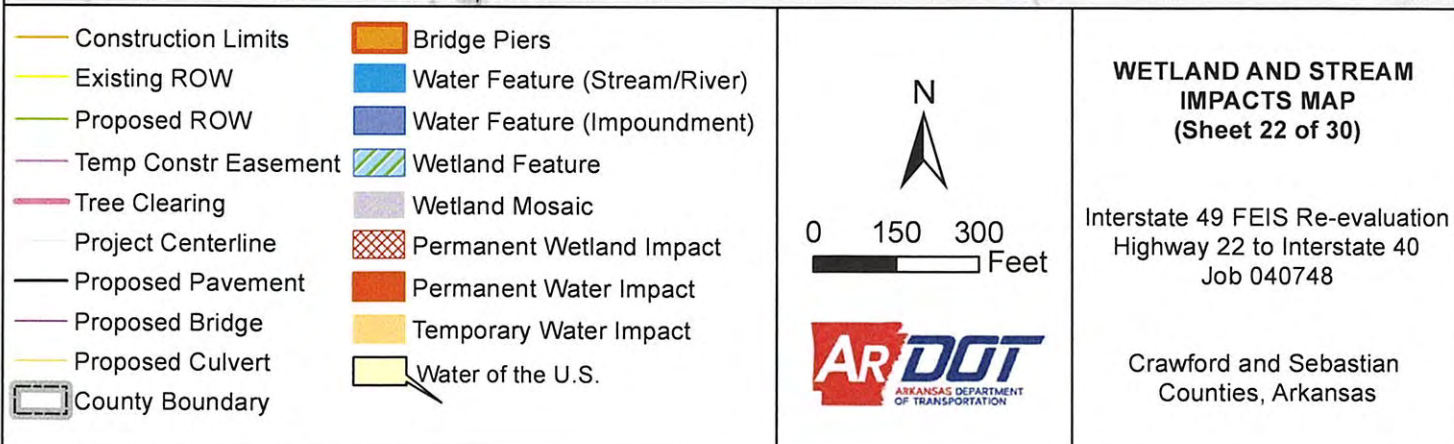 Construction Limits
Existing ROW
Proposed ROW
Temp Constr Easement
Tree Clearing
Project Centerline
Proposed Pavement
Proposed Bridge
Proposed Culvert
County Boundary
Bridge Piers
Water Feature (Stream/River)
Water Feature (Impoundment)
Wetland Feature
Wetland Mosaic
Permanent Wetland Impact
Permanent Water Impact
Temporary Water Impact
Water of the U.S.
N
0 150 300
Feet
ARDOT
ARKANSAS DEPARTMENT
OF TRANSPORTATION
WETLAND AND STREAM
IMPACTS MAP
(Sheet 22 of 30)
Interstate 49 FEIS Re-evaluation
Highway 22 to Interstate 40
Job 040748
Crawford and Sebastian
Counties, Arkansas